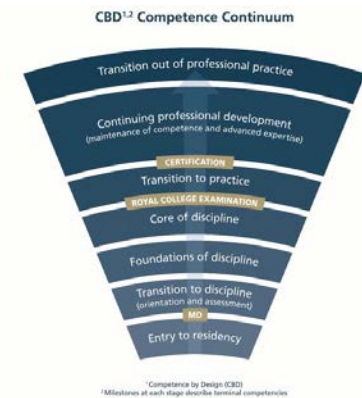 CBD1,2 Competence Continuum
Transition out of professional practice
Continuing professional development
(maintenance of competence and advanced expertise)
CERTIFICATION
Transition to practice
ROYAL COLLEGE EXAMINATION
Core of discipline
Foundations of discipline
Transition to discipline
(orientation and assessment)
MD
Entry to residency
1Competence by Design (CBD)
2Milestones at each stage describe terminal competencies